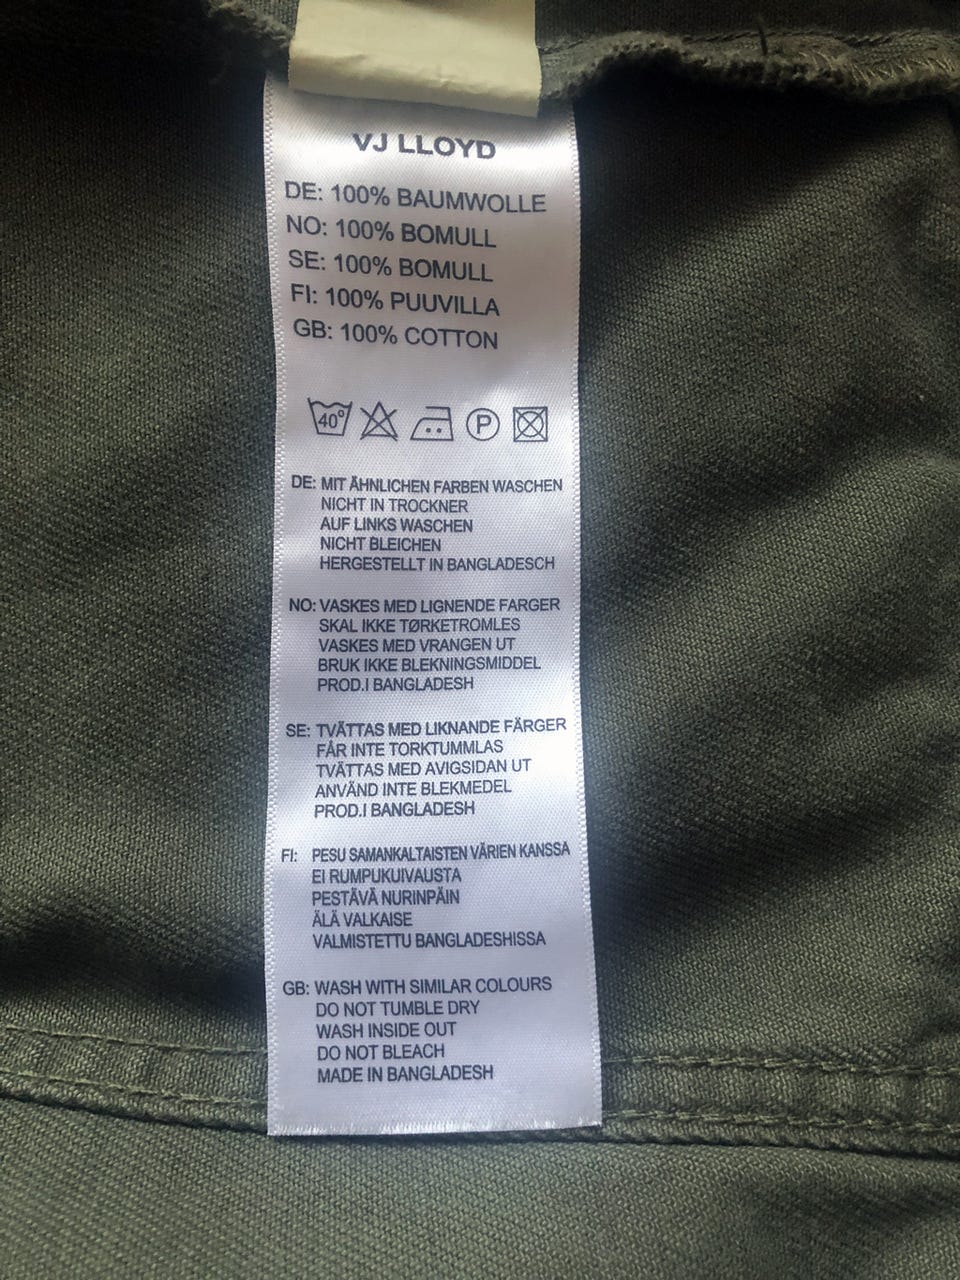 VJ LLOYD
DE: 100% BAUMWOLLE
NO: 100% BOMULL
SE: 100% BOMULL
FI: 100% PUUVILLA
GB: 100% COTTON
40° P
DE: MIT ÄHNLICHEN FARBEN WASCHEN
NICHT IN TROCKNER
AUF LINKS WASCHEN
NICHT BLEICHEN
HERGESTELLT IN BANGLADESCH
NO: VASKES MED LIGNENDE FARGER
SKAL IKKE TØRKETROMLES
VASKES MED VRANGEN UT
BRUK IKKE BLEKNINGSMIDDEL
PROD.I BANGLADESH
SE: TVÄTTAS MED LIKNANDE FÄRGER
FÅR INTE TORKTUMMLAS
TVÄTTAS MED AVIGSIDAN UT
ANVÄND INTE BLEKMEDEL
PROD.I BANGLADESH
FI: PESU SAMANKALTAISTEN VÄRIEN KANSSA
EI RUMPUKUIVAUSTA
PESTÄVÄ NURINPÄIN
ÄLÄ VALKAISE
VALMISTETTU BANGLADESHISSA
GB: WASH WITH SIMILAR COLOURS
DO NOT TUMBLE DRY
WASH INSIDE OUT
DO NOT BLEACH
MADE IN BANGLADESH